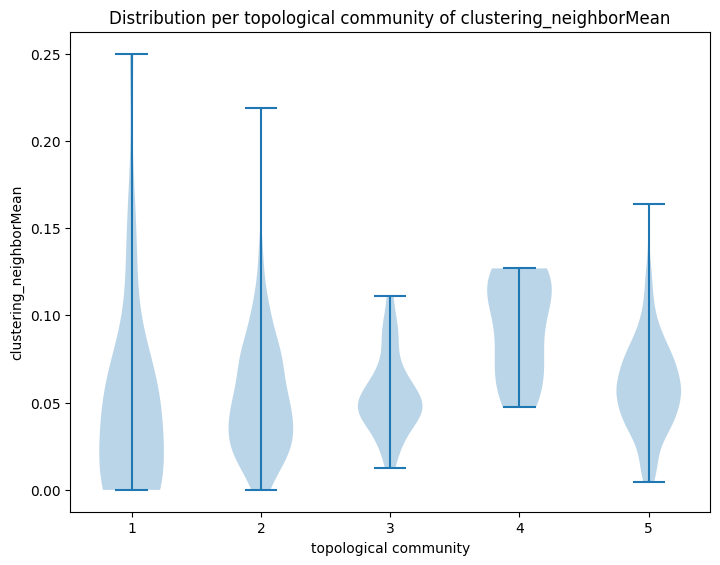 Distribution per topological community of clustering_neighborMean
clustering_neighborMean
0.25
0.20
0.15
0.10
0.05
0.00
1 2 3 4 5
topological community